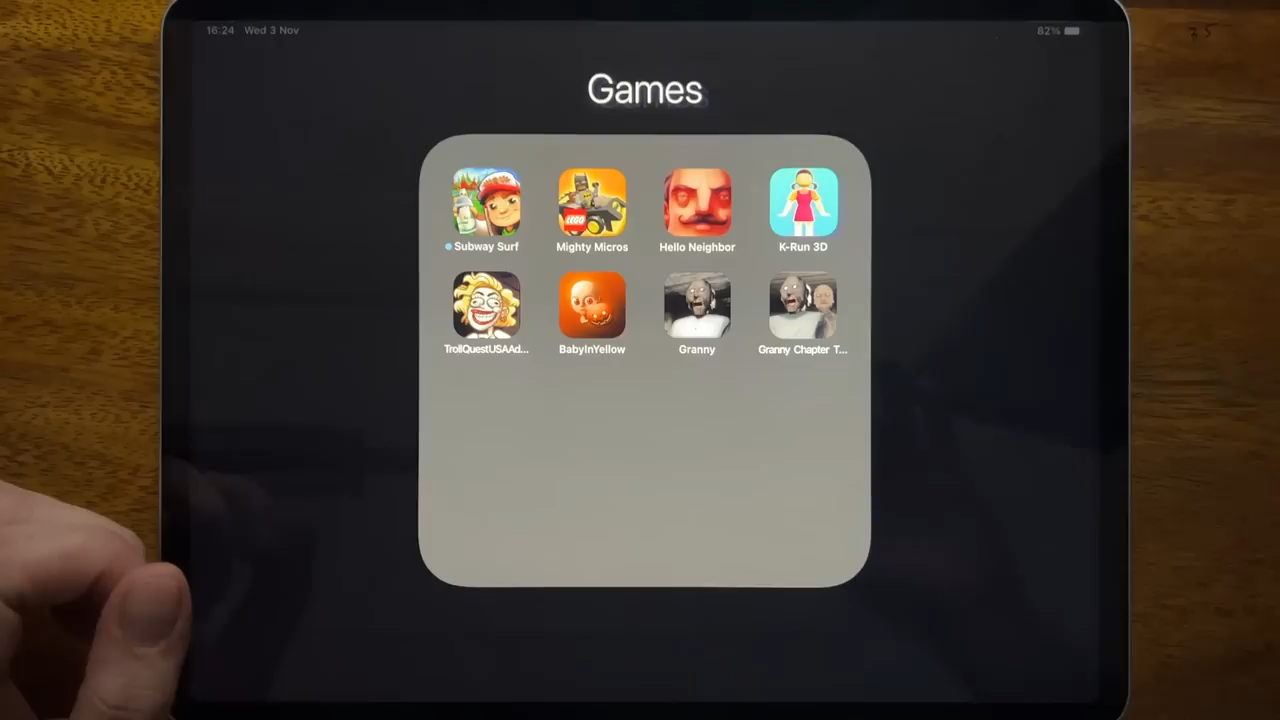 16:24 Wed 3 Nov
82%
Games
LEGO
Subway Surf
Mighty Micros
Hello Neighbor
K-Run 3D
TrollQuestUSAAd...
BabyInYellow
Granny
Granny Chapter T...